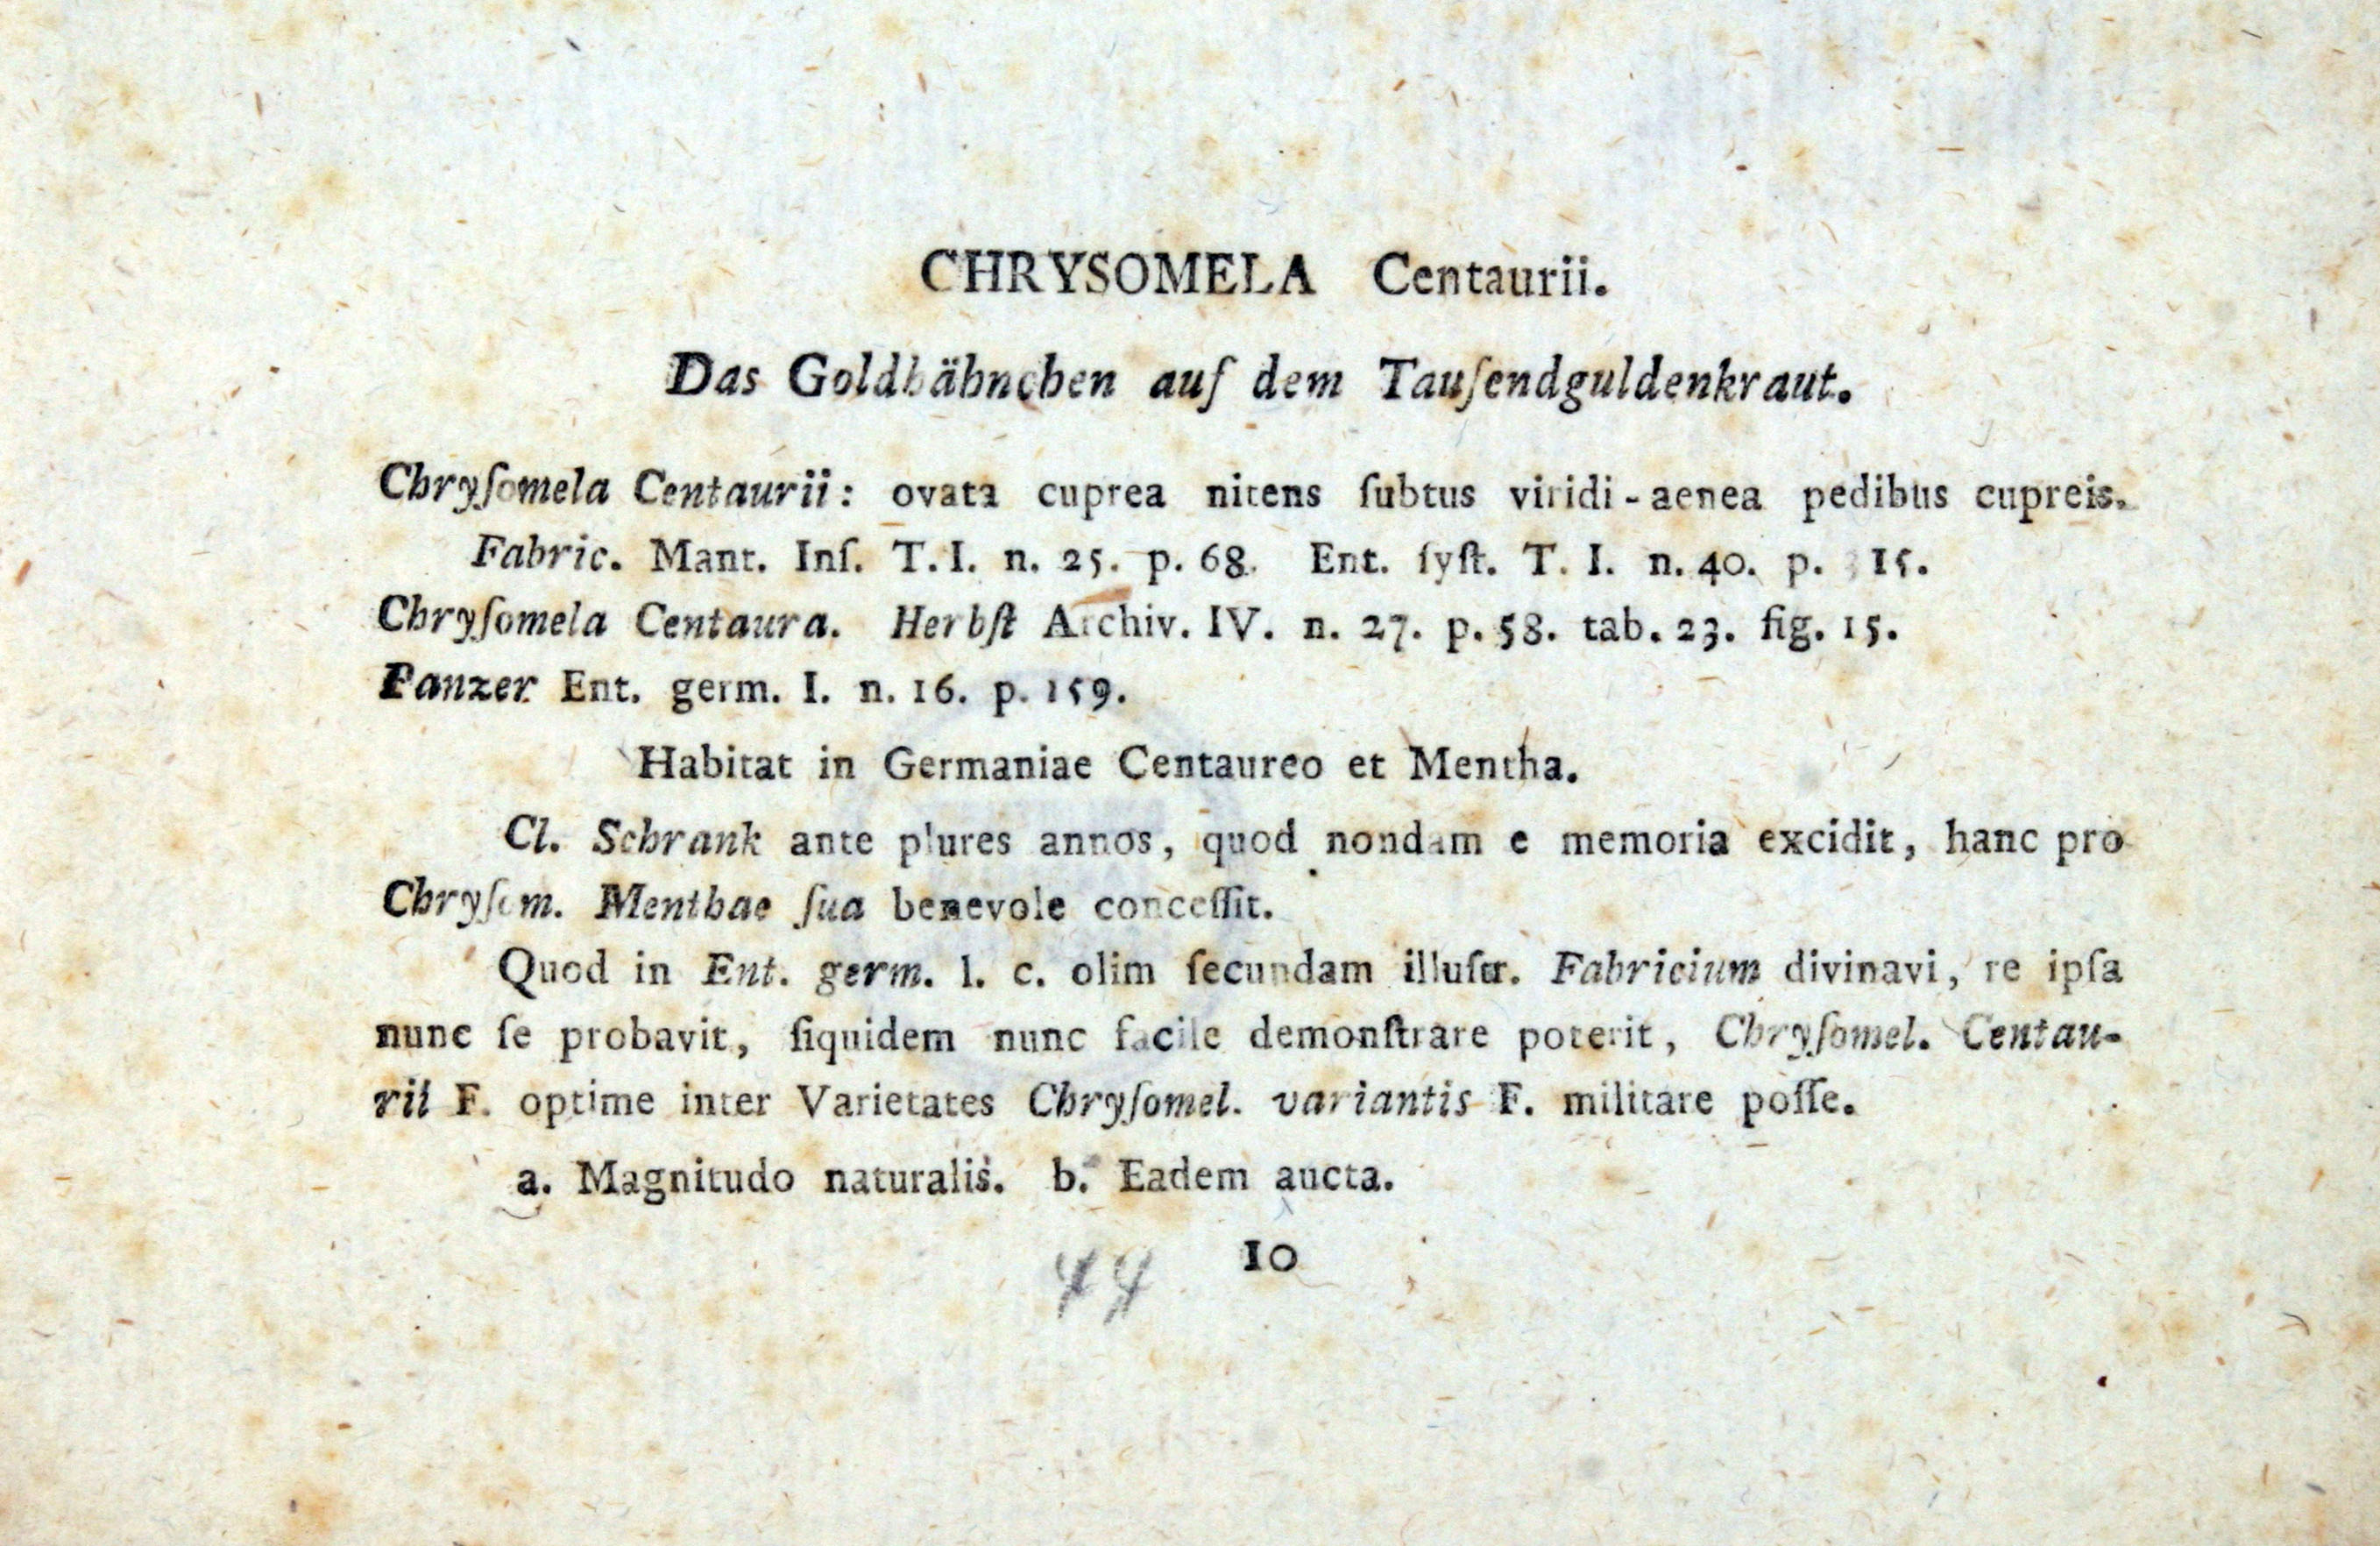 CHRYSOMELA Centaurii.
Das Goldhähnchen auf dem Tauſendguldenkraut.
Chryſomela Centaurii: ovata cuprea nitens ſubtus viridi-aenea pedibus cupreis.
Fabric. Mant. Inſ. T. I. n. 25. p. 68. Ent. ſyſt. T. I. n. 40. p. 315.
Chryſomela Centaura. Herbſt Archiv. IV. n. 27. p. 58. tab. 23. fig. 15.
Panzer Ent. germ. I. n. 16. p. 159.
Habitat in Germaniae Centaureo et Mentha.
Cl. Schrank ante plures annos, quod nondam e memoria excidit, hanc pro
Chryſom. Menthae ſua benevole conceſſit.
Quod in Ent. germ. l. c. olim ſecundam illuſtr. Fabricium divinavi, re ipſa
nunc ſe probavit, ſiquidem nunc facile demonſtrare poterit, Chryſomel. Centau-
rii F. optime inter Varietates Chryſomel. variantis F. militare poſſe.
a. Magnitudo naturalis. b. Eadem aucta.
44 10